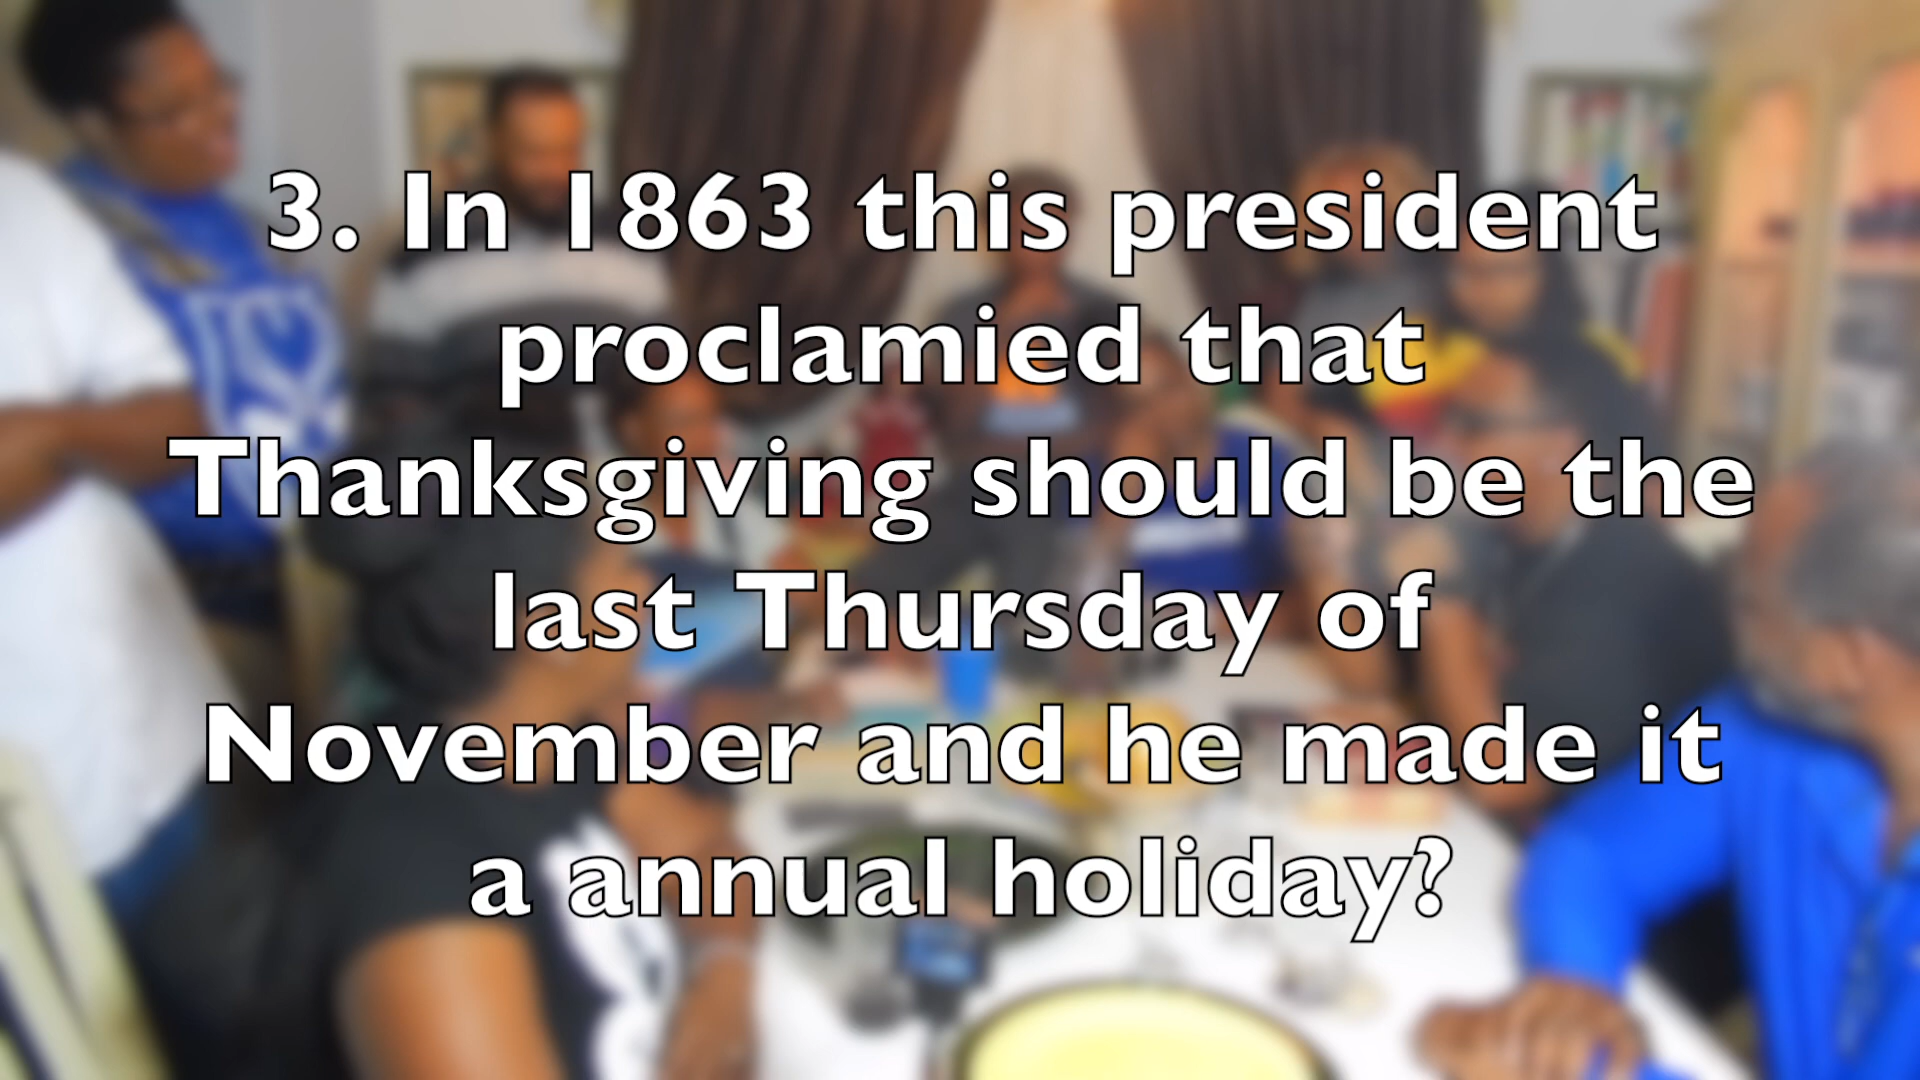 3. In 1863 this president
proclamied that
Thanksgiving should be the
last Thursday of
November and he made it
a annual holiday?